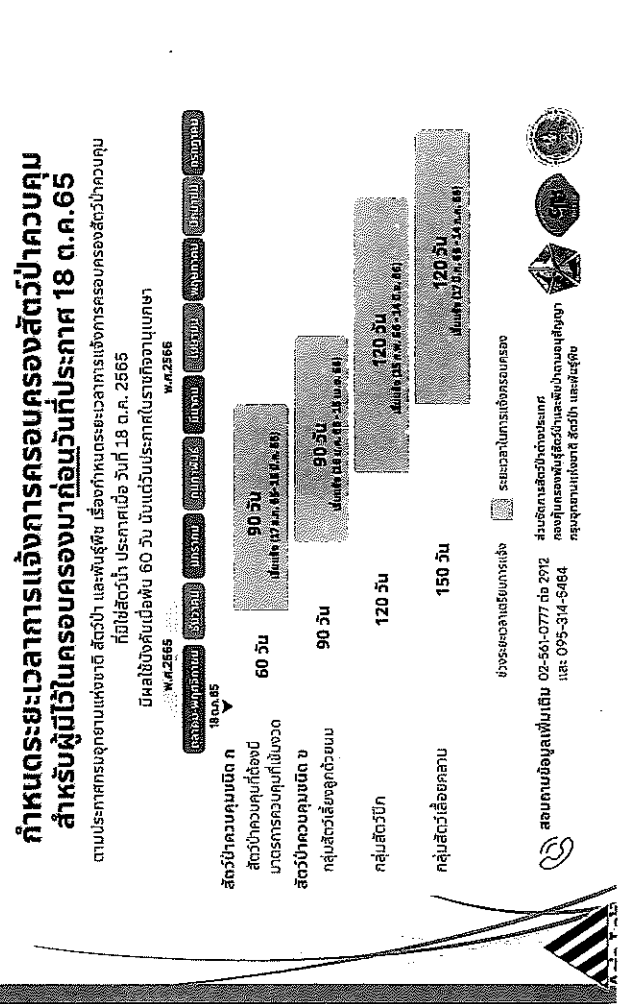 กำหนดระยะเวลาการแจ้งการครอบครองสัตว์ป่าควบคุม
สำหรับผู้มีไว้ในครอบครองมาก่อนวันที่ประกาศ 18 ต.ค.65
ตามประกาศกรมอุทยานแห่งชาติ สัตว์ป่า และพันธุ์พืช เรื่องกำหนดระยะเวลาการแจ้งการครอบครองสัตว์ป่าควบคุม
ที่มิใช่สัตว์น้ำ ประกาศเมื่อ วันที่ 18 ต.ค. 2565
มีผลใช้บังคับเมื่อพ้น 60 วัน นับแต่วันประกาศในราชกิจจานุเบกษา
พ.ศ.2565 พ.ศ.2566
ตุลาคม-พฤศจิกายน ธันวาคม มกราคม กุมภาพันธ์ มีนาคม เมษายน พฤษภาคม มิถุนายน กรกฎาคม
18 ต.ค.65
สัตว์ป่าควบคุมชนิด ก
สัตว์ป่าควบคุมที่ต้องมี
มาตรการควบคุมที่เข้มงวด
60 วัน
90 วัน
สัตว์ป่าควบคุมชนิด ข
กลุ่มสัตว์เลี้ยงลูกด้วยนม
90 วัน
90 วัน
กลุ่มสัตว์ปีก
120 วัน
120 วัน
กลุ่มสัตว์เลื้อยคลาน
150 วัน
120 วัน
ช่วงระยะเวลาเตรียมการแจ้ง
ระยะเวลาในการแจ้งครอบครอง
สอบถามข้อมูลเพิ่มเติม 02-561-0777 ต่อ 2912
และ 095-314-6484
ส่วนจัดการสัตว์ป่าต่างประเทศ
กองคุ้มครองพันธุ์สัตว์ป่าและพืชป่าตามอนุสัญญา
กรมอุทยานแห่งชาติ สัตว์ป่า และพันธุ์พืช